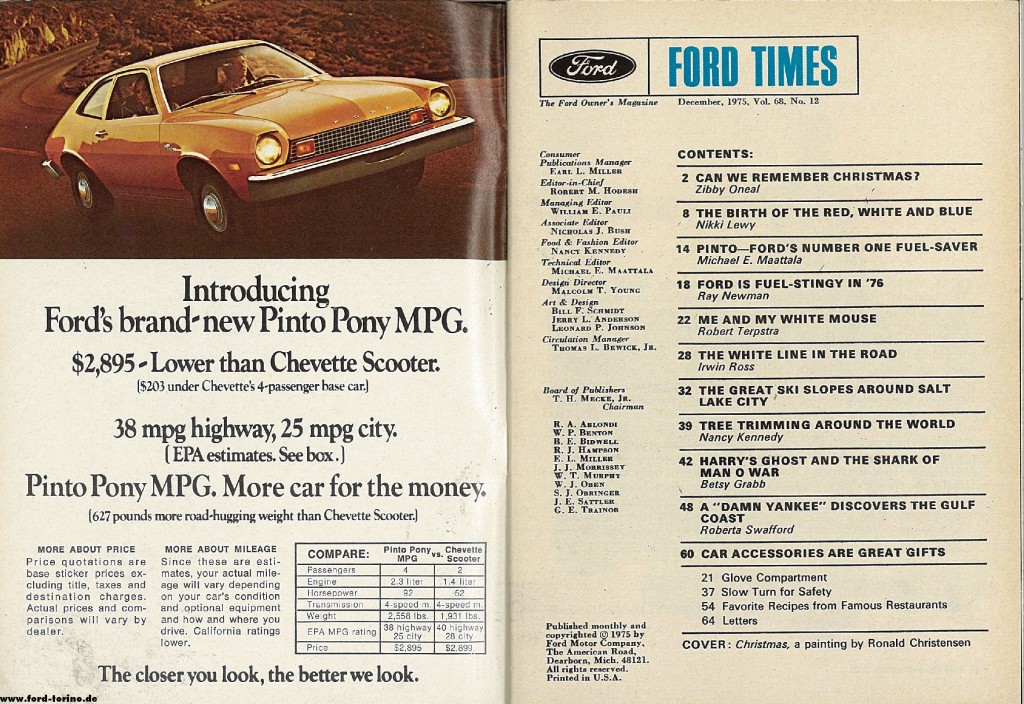 Introducing
Ford's brand-new Pinto Pony MPG.
$2,895 - Lower than Chevette Scooter.
($203 under Chevette's 4-passenger base car.)
38 mpg highway, 25 mpg city.
(EPA estimates. See box.)
Pinto Pony MPG. More car for the money.
(627 pounds more road-hugging weight than Chevette Scooter.)
MORE ABOUT PRICE
Price quotations are
base sticker prices ex-
cluding title, taxes and
destination charges.
Actual prices and com-
parisons will vary by
dealer.
MORE ABOUT MILEAGE
Since these are esti-
mates, your actual mile-
age will vary depending
on your car's condition
and optional equipment
and how and where you
drive. California ratings
lower.
COMPARE: Pinto Pony MPG vs. Chevette Scooter
Passengers 4 2
Engine 2.3 liter 1.4 liter
Horsepower 92 52
Transmission 4-speed m. 4-speed m.
Weight 2,558 lbs. 1,931 lbs.
EPA MPG rating 38 highway 25 city 40 highway 28 city
Price $2,895 $2,899
The closer you look, the better we look.
www.ford-torino.de
Ford
FORD TIMES
The Ford Owner's Magazine
December, 1975, Vol. 68, No. 12
Consumer
Publications Manager
EARL L. MILLER
Editor-in-Chief
ROBERT M. HODESH
Managing Editor
WILLIAM E. PAULI
Associate Editor
NICHOLAS J. BUSH
Food & Fashion Editor
NANCY KENNEDY
Technical Editor
MICHAEL E. MAATTALA
Design Director
MALCOLM T. YOUNG
Art & Design
BILL F. SCHMIDT
JERRY L. ANDERSON
LEONARD P. JOHNSON
Circulation Manager
THOMAS L. BEWICK, JR.
Board of Publishers
T. H. MECKE, JR.
Chairman
R. A. ABLONDI
W. P. BENTON
B. E. BIDWELL
R. J. HAMPSON
E. L. MILLER
J. J. MORRISSEY
W. T. MURPHY
W. J. OBEN
S. J. OBRINGER
J. E. SATTLER
G. E. TRAINOR
Published monthly and
copyrighted © 1975 by
Ford Motor Company,
The American Road,
Dearborn, Mich. 48121.
All rights reserved.
Printed in U.S.A.
CONTENTS:
2 CAN WE REMEMBER CHRISTMAS?
Zibby Oneal
8 THE BIRTH OF THE RED, WHITE AND BLUE
Nikki Lewy
14 PINTO—FORD'S NUMBER ONE FUEL-SAVER
Michael E. Maattala
18 FORD IS FUEL-STINGY IN '76
Ray Newman
22 ME AND MY WHITE MOUSE
Robert Terpstra
28 THE WHITE LINE IN THE ROAD
Irwin Ross
32 THE GREAT SKI SLOPES AROUND SALT
LAKE CITY
39 TREE TRIMMING AROUND THE WORLD
Nancy Kennedy
42 HARRY'S GHOST AND THE SHARK OF
MAN O WAR
Betsy Grabb
48 A "DAMN YANKEE" DISCOVERS THE GULF
COAST
Roberta Swafford
60 CAR ACCESSORIES ARE GREAT GIFTS
21 Glove Compartment
37 Slow Turn for Safety
54 Favorite Recipes from Famous Restaurants
64 Letters
COVER: Christmas, a painting by Ronald Christensen